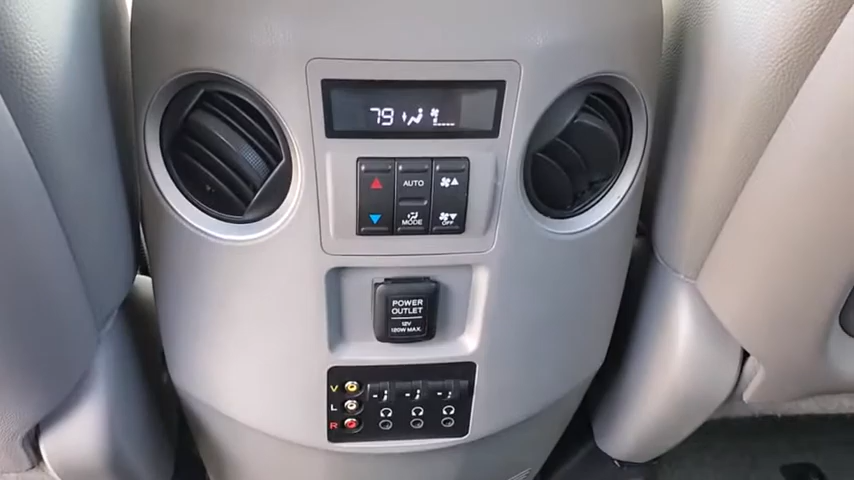 79
AUTO
MODE
OFF
POWER
OUTLET
12V
120W MAX.
V
L
R